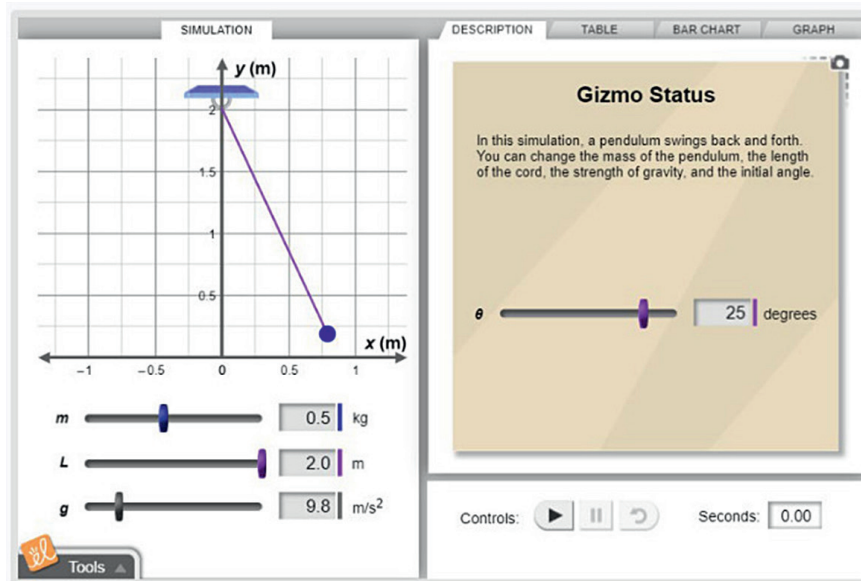 SIMULATION
DESCRIPTION
TABLE
BAR CHART
GRAPH
y (m)
2
1.5
1
0.5
x (m)
−1
−0.5
0
0.5
1
m
0.5
kg
L
2.0
m
g
9.8
m/s²
Tools
Gizmo Status
In this simulation, a pendulum swings back and forth.
You can change the mass of the pendulum, the length
of the cord, the strength of gravity, and the initial angle.
θ
25
degrees
Controls:
Seconds:
0.00